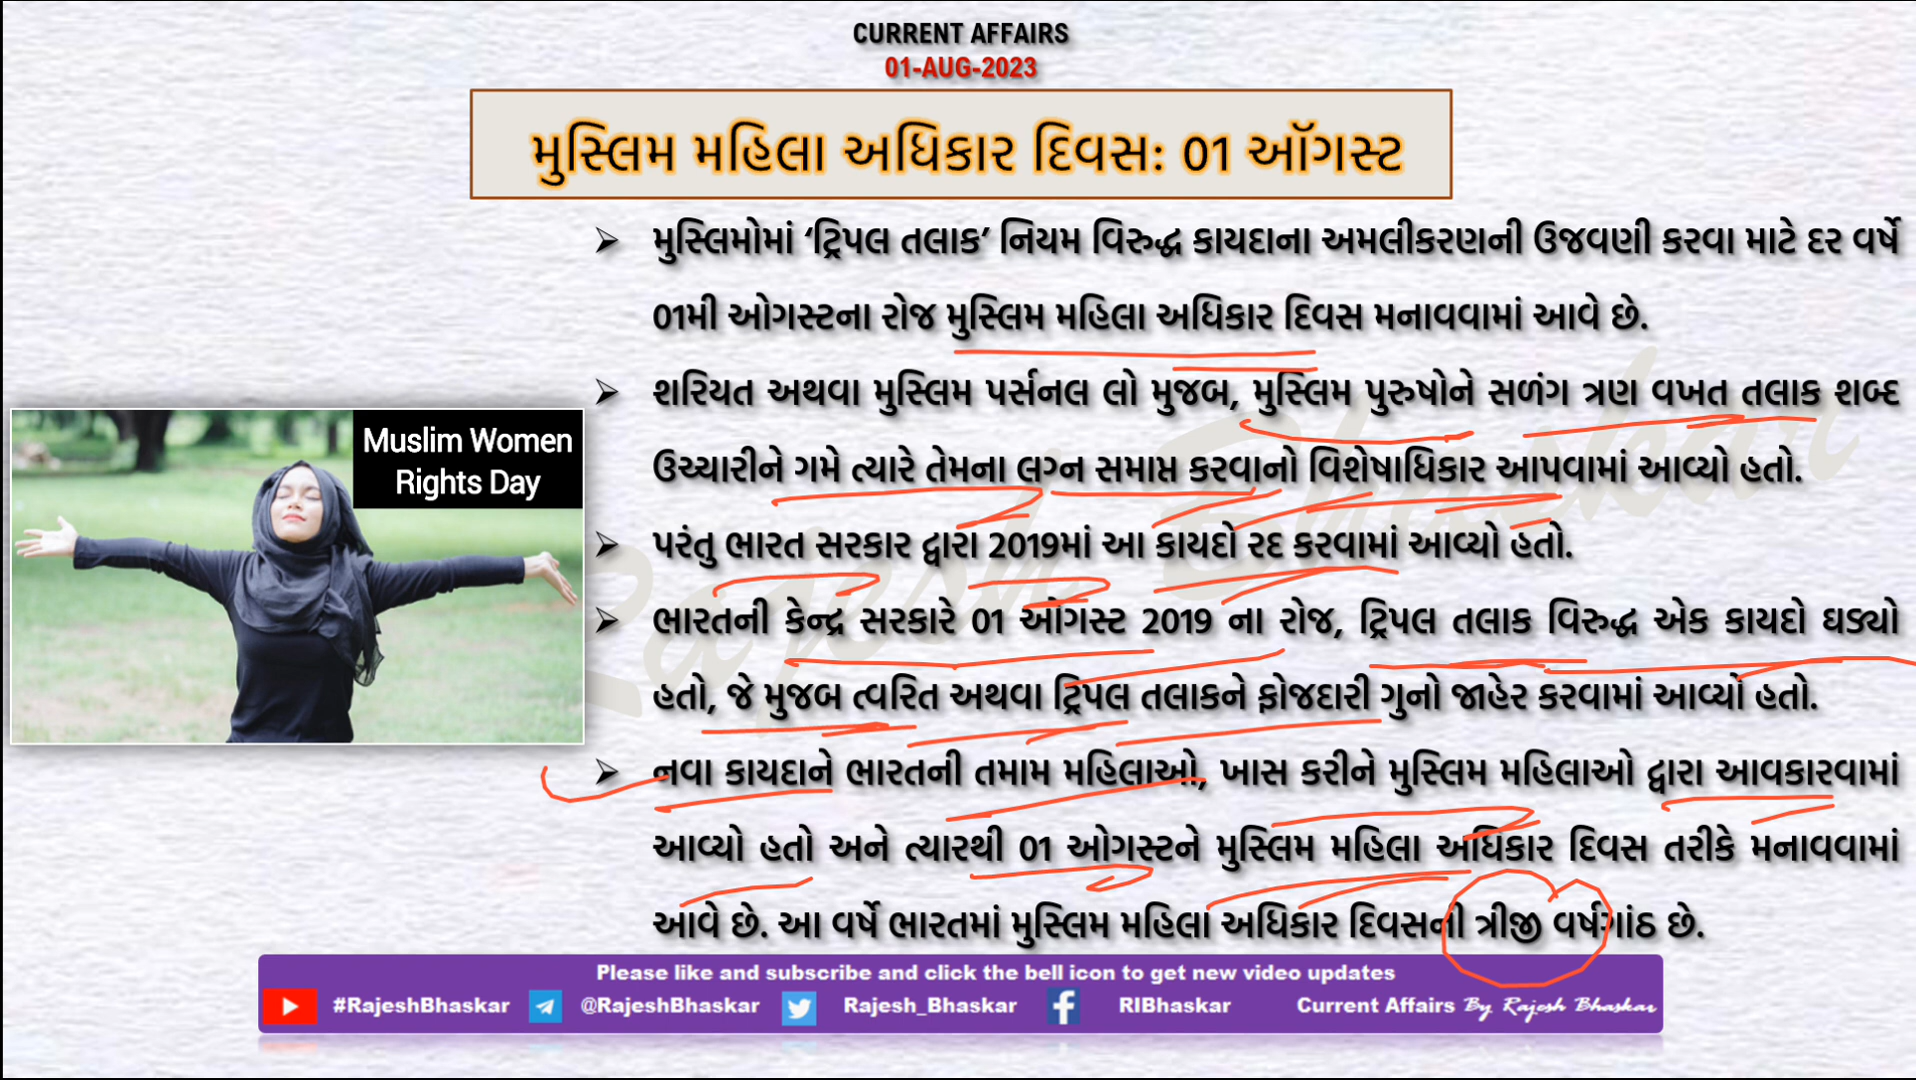 CURRENT AFFAIRS
01-AUG-2023
મુસ્લિમ મહિલા અધિકાર દિવસ: 01 ઑગસ્ટ
મુસ્લિમોમાં ‘ટ્રિપલ તલાક’ નિયમ વિરુદ્ધ કાયદાના અમલીકરણની ઉજવણી કરવા માટે દર વર્ષે
01મી ઓગસ્ટના રોજ મુસ્લિમ મહિલા અધિકાર દિવસ મનાવવામાં આવે છે.
શરિયત અથવા મુસ્લિમ પર્સનલ લો મુજબ, મુસ્લિમ પુરુષોને સળંગ ત્રણ વખત તલાક શબ્દ
ઉચ્ચારીને ગમે ત્યારે તેમના લગ્ન સમાપ્ત કરવાનો વિશેષાધિકાર આપવામાં આવ્યો હતો.
પરંતુ ભારત સરકાર દ્વારા 2019માં આ કાયદો રદ કરવામાં આવ્યો હતો.
ભારતની કેન્દ્ર સરકારે 01 ઓગસ્ટ 2019 ના રોજ, ટ્રિપલ તલાક વિરુદ્ધ એક કાયદો ઘડ્યો
હતો, જે મુજબ ત્વરિત અથવા ટ્રિપલ તલાકને ફોજદારી ગુનો જાહેર કરવામાં આવ્યો હતો.
નવા કાયદાને ભારતની તમામ મહિલાઓ, ખાસ કરીને મુસ્લિમ મહિલાઓ દ્વારા આવકારવામાં
આવ્યો હતો અને ત્યારથી 01 ઓગસ્ટને મુસ્લિમ મહિલા અધિકાર દિવસ તરીકે મનાવવામાં
આવે છે. આ વર્ષે ભારતમાં મુસ્લિમ મહિલા અધિકાર દિવસની ત્રીજી વર્ષગાંઠ છે.
Muslim Women
Rights Day
Rajesh Bhaskar
Please like and subscribe and click the bell icon to get new video updates
#RajeshBhaskar @RajeshBhaskar Rajesh_Bhaskar RIBhaskar Current Affairs By Rajesh Bhaskar